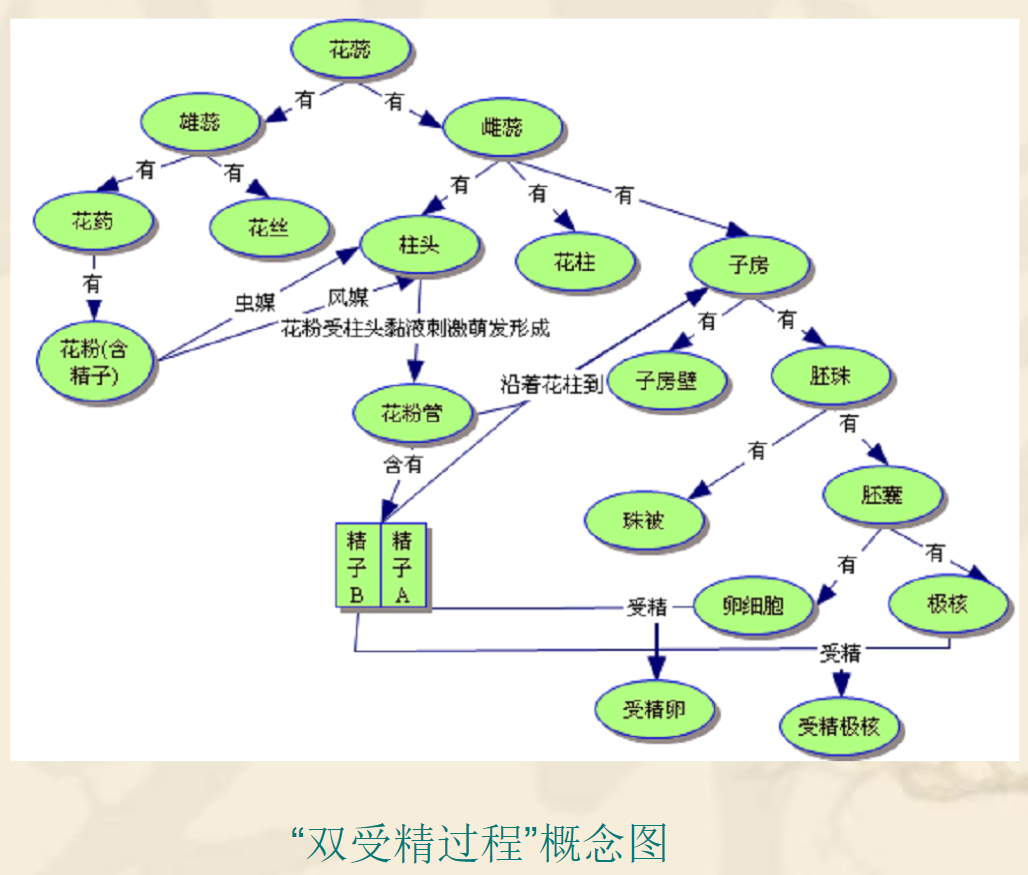 花蕊
有
有
雄蕊
雌蕊
有
有
有
有
有
花药
花丝
柱头
花柱
子房
有
虫媒
风媒
有
有
花粉受柱头黏液刺激萌发形成
花粉(含
精子)
沿着花柱到
子房壁
胚珠
花粉管
有
有
含有
胚囊
珠被
精
子
B
精
子
A
有
有
受精
卵细胞
极核
受精
受精卵
受精极核
“双受精过程”概念图